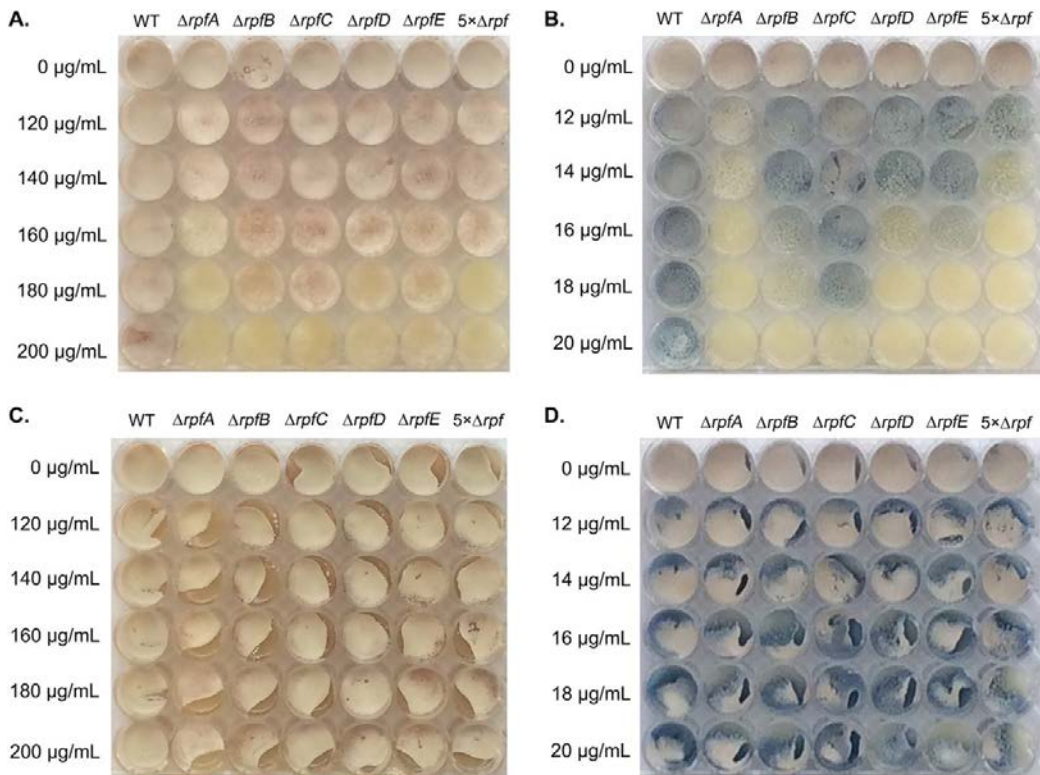 A.
WT ΔrpfA ΔrpfB ΔrpfC ΔrpfD ΔrpfE 5×Δrpf
0 µg/mL
120 µg/mL
140 µg/mL
160 µg/mL
180 µg/mL
200 µg/mL
B.
WT ΔrpfA ΔrpfB ΔrpfC ΔrpfD ΔrpfE 5×Δrpf
0 µg/mL
12 µg/mL
14 µg/mL
16 µg/mL
18 µg/mL
20 µg/mL
C.
WT ΔrpfA ΔrpfB ΔrpfC ΔrpfD ΔrpfE 5×Δrpf
0 µg/mL
120 µg/mL
140 µg/mL
160 µg/mL
180 µg/mL
200 µg/mL
D.
WT ΔrpfA ΔrpfB ΔrpfC ΔrpfD ΔrpfE 5×Δrpf
0 µg/mL
12 µg/mL
14 µg/mL
16 µg/mL
18 µg/mL
20 µg/mL